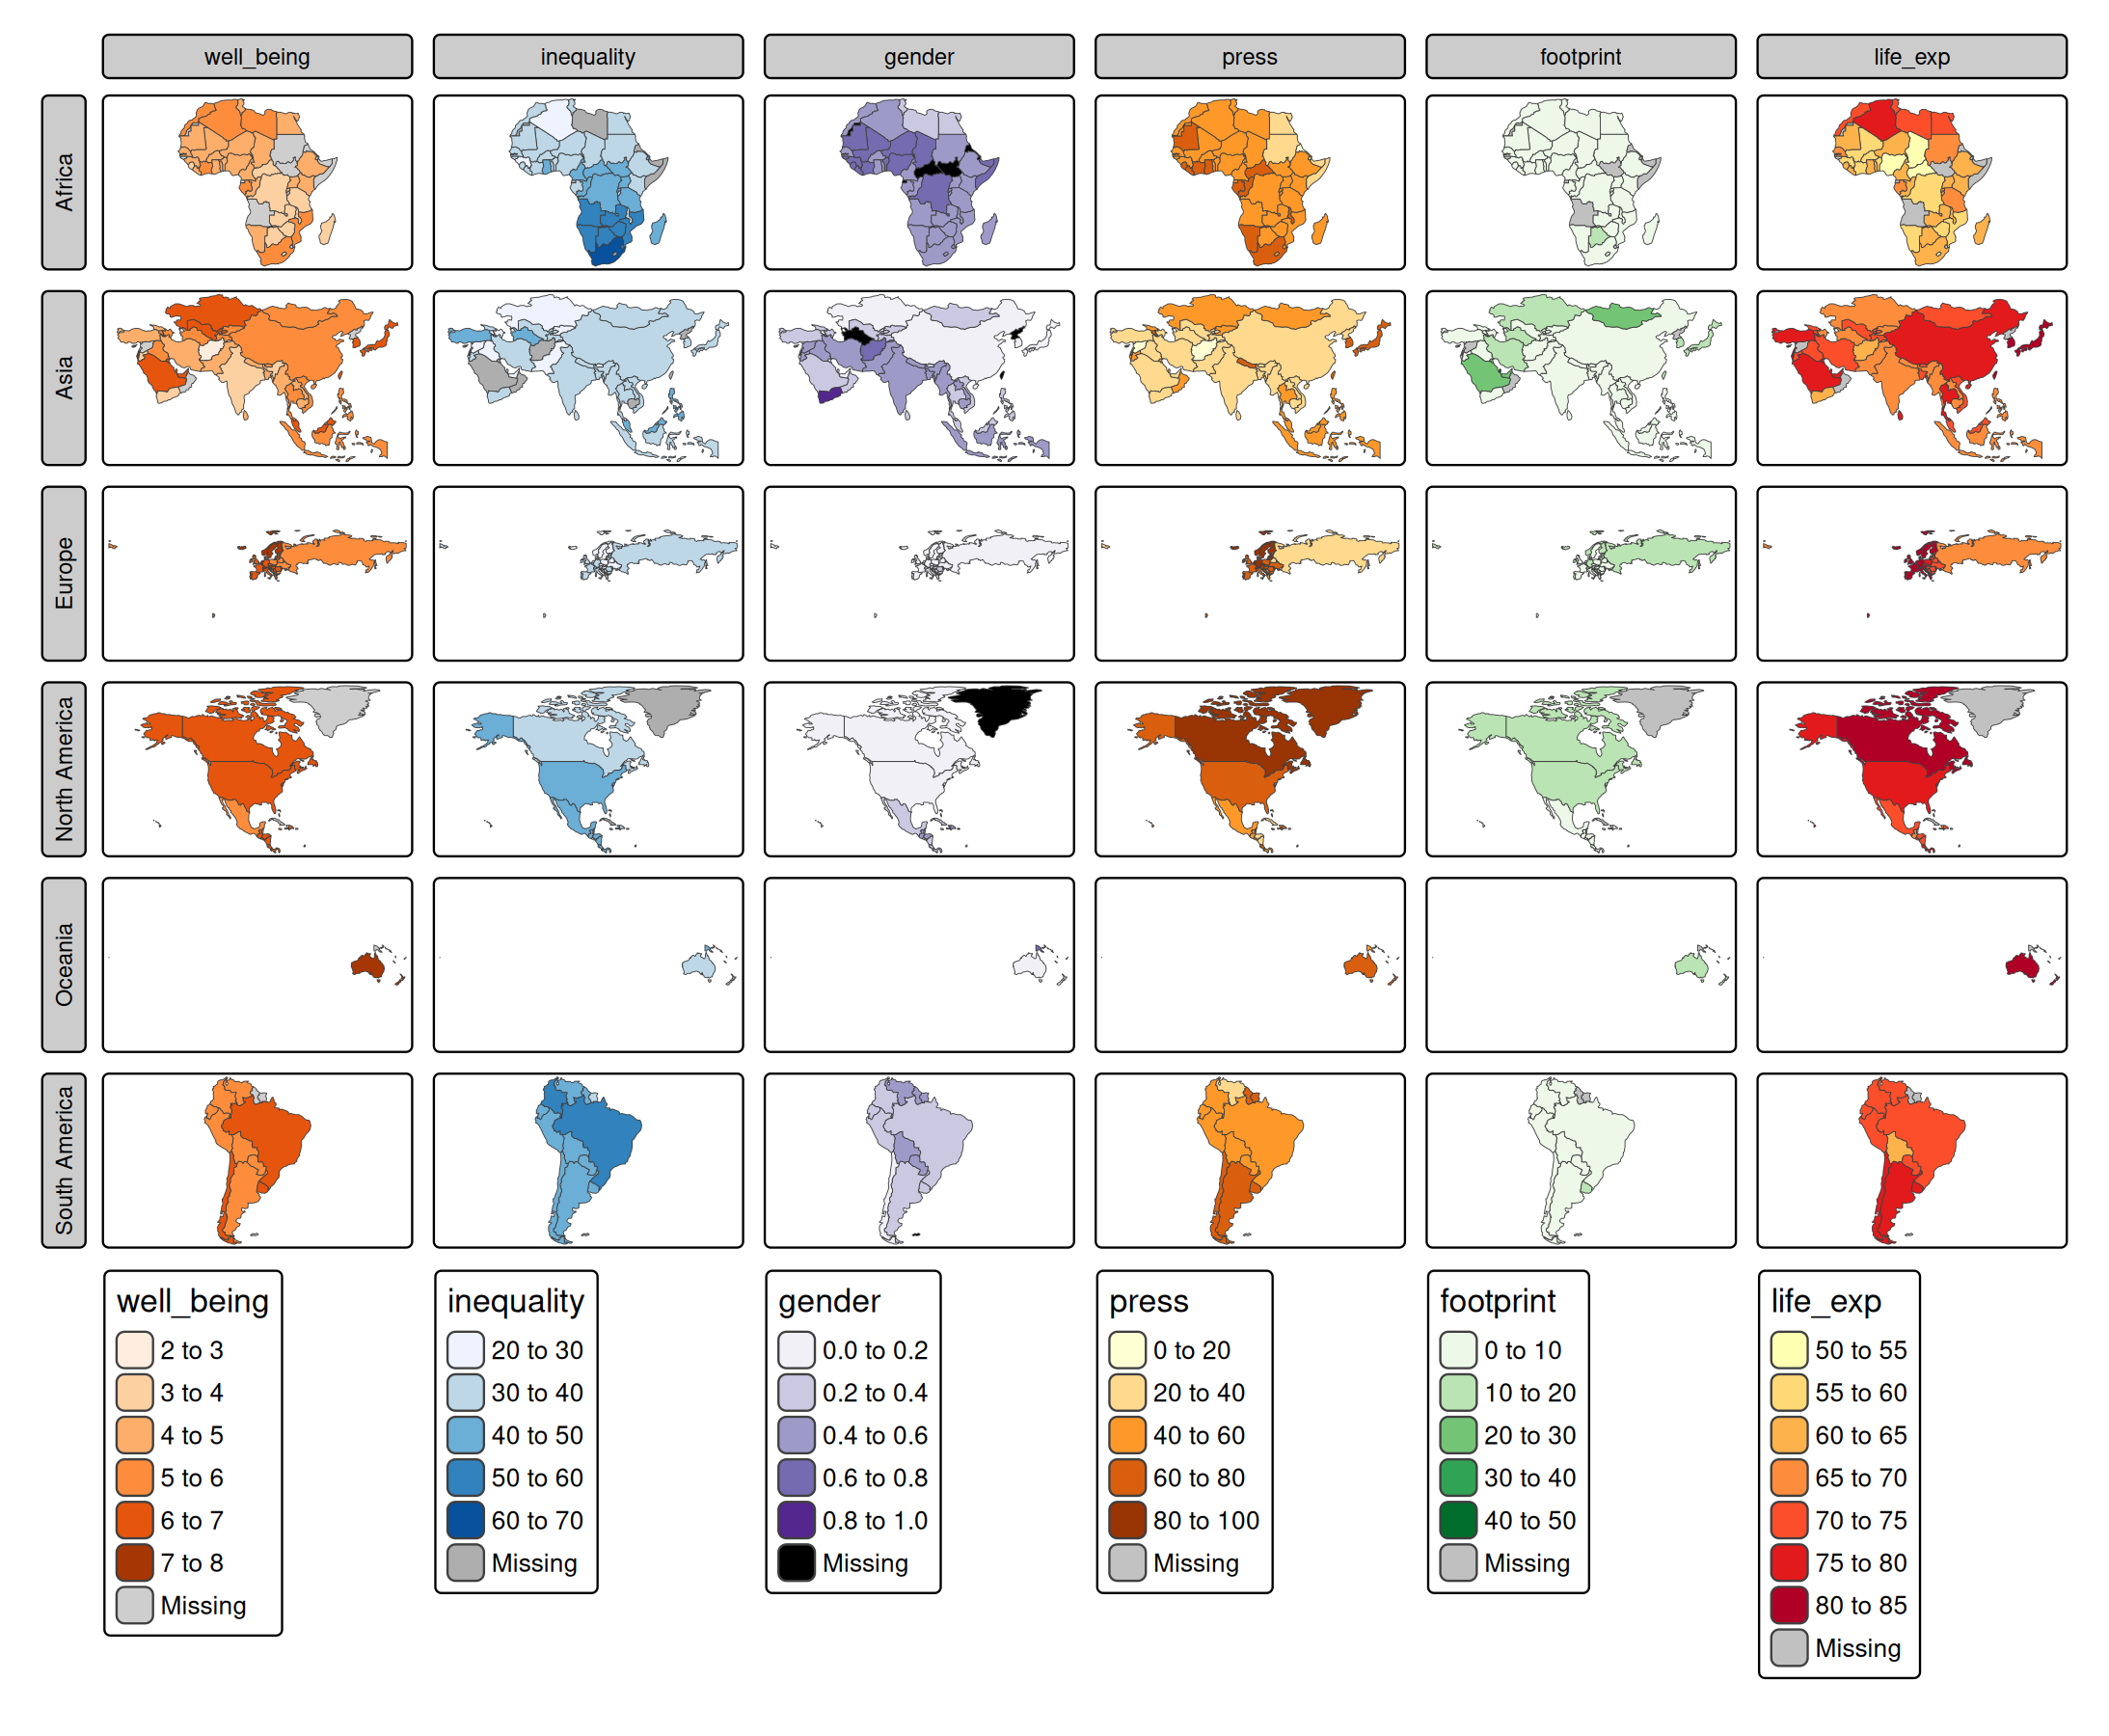 well_being
inequality
gender
press
footprint
life_exp
Africa
Asia
Europe
North America
Oceania
South America
well_being
2 to 3
3 to 4
4 to 5
5 to 6
6 to 7
7 to 8
Missing
inequality
20 to 30
30 to 40
40 to 50
50 to 60
60 to 70
Missing
gender
0.0 to 0.2
0.2 to 0.4
0.4 to 0.6
0.6 to 0.8
0.8 to 1.0
Missing
press
0 to 20
20 to 40
40 to 60
60 to 80
80 to 100
Missing
footprint
0 to 10
10 to 20
20 to 30
30 to 40
40 to 50
Missing
life_exp
50 to 55
55 to 60
60 to 65
65 to 70
70 to 75
75 to 80
80 to 85
Missing